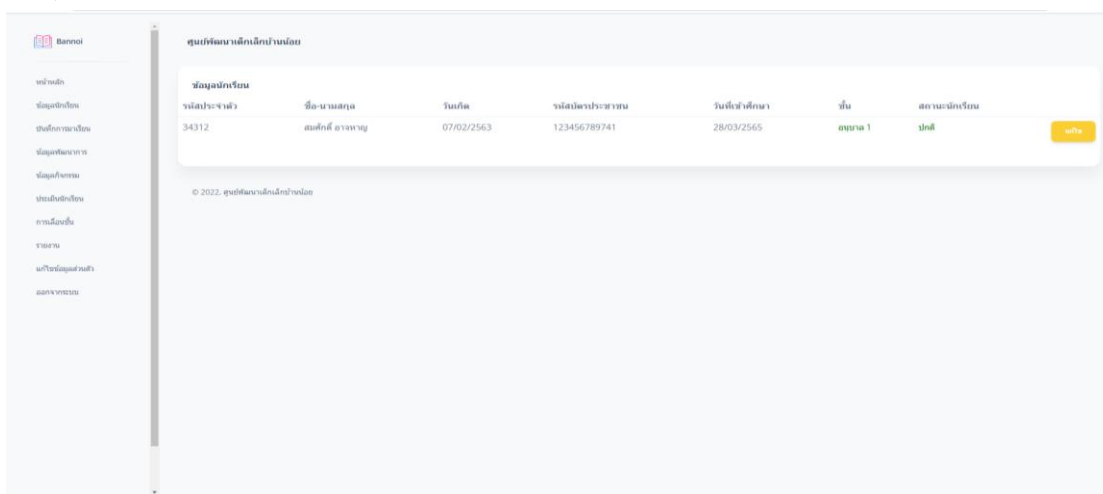 Bannoi
หน้าหลัก
ข้อมูลนักเรียน
บันทึกการมาเรียน
ข้อมูลพัฒนาการ
ข้อมูลกิจกรรม
ประเมินนักเรียน
การเลื่อนชั้น
รายงาน
แก้ไขข้อมูลส่วนตัว
ออกจากระบบ
ศูนย์พัฒนาเด็กเล็กบ้านน้อย
ข้อมูลนักเรียน
รหัสประจำตัว ชื่อ-นามสกุล วันเกิด รหัสบัตรประชาชน วันที่เข้าศึกษา ชั้น สถานะนักเรียน
34312 สมศักดิ์ อาจหาญ 07/02/2563 123456789741 28/03/2565 อนุบาล 1 ปกติ แก้ไข
© 2022, ศูนย์พัฒนาเด็กเล็กบ้านน้อย